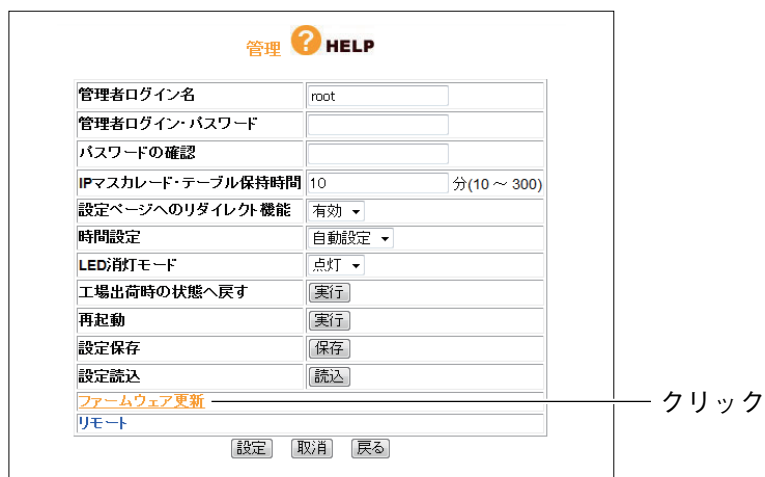 管理 ? HELP
管理者ログイン名 root
管理者ログイン・パスワード
パスワードの確認
IPマスカレード・テーブル保持時間 10 分(10 ～ 300)
設定ページへのリダイレクト機能 有効
時間設定 自動設定
LED消灯モード 点灯
工場出荷時の状態へ戻す 実行
再起動 実行
設定保存 保存
設定読込 読込
ファームウェア更新 クリック
リモート
設定 取消 戻る